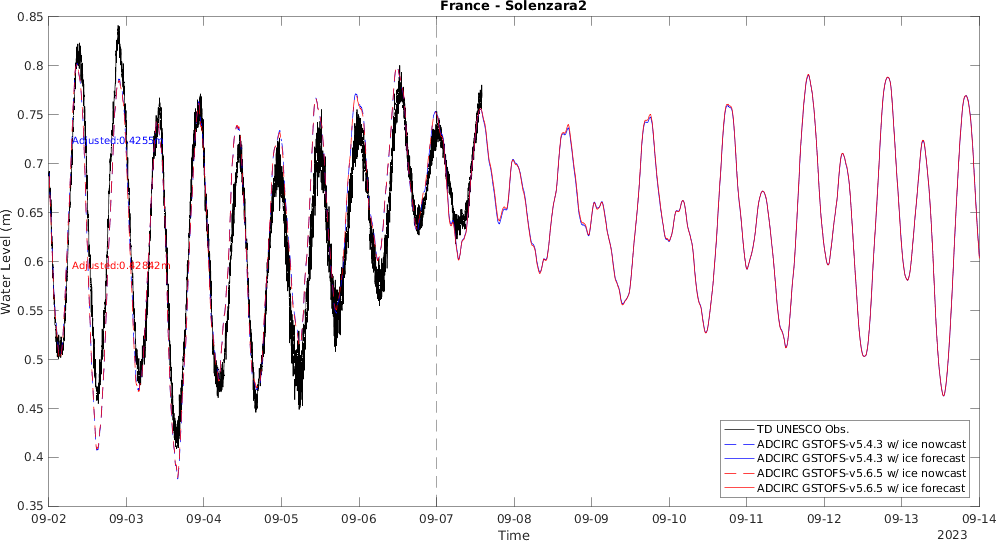 France - Solenzara2
0.85
0.8
0.75
0.7
0.65
0.6
0.55
0.5
0.45
0.4
0.35
Water Level (m)
Adjusted:0.4255m
Adjusted:0.42842m
TD UNESCO Obs.
ADCIRC GSTOFS-v5.4.3 w/ ice nowcast
ADCIRC GSTOFS-v5.4.3 w/ ice forecast
ADCIRC GSTOFS-v5.6.5 w/ ice nowcast
ADCIRC GSTOFS-v5.6.5 w/ ice forecast
09-02 09-03 09-04 09-05 09-06 09-07 09-08 09-09 09-10 09-11 09-12 09-13 09-14
Time
2023